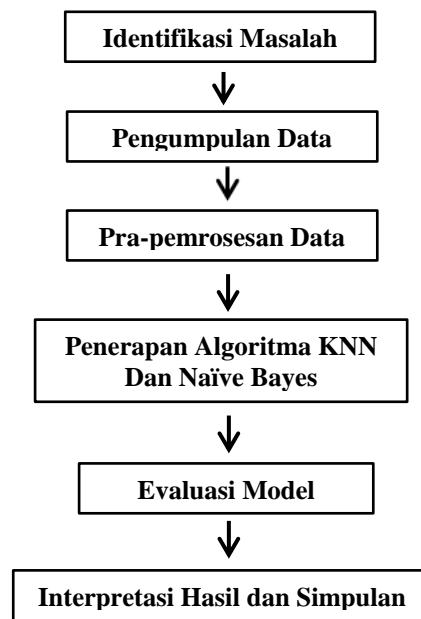 Identifikasi Masalah
Pengumpulan Data
Pra-pemrosesan Data
Penerapan Algoritma KNN
Dan Naïve Bayes
Evaluasi Model
Interpretasi Hasil dan Simpulan